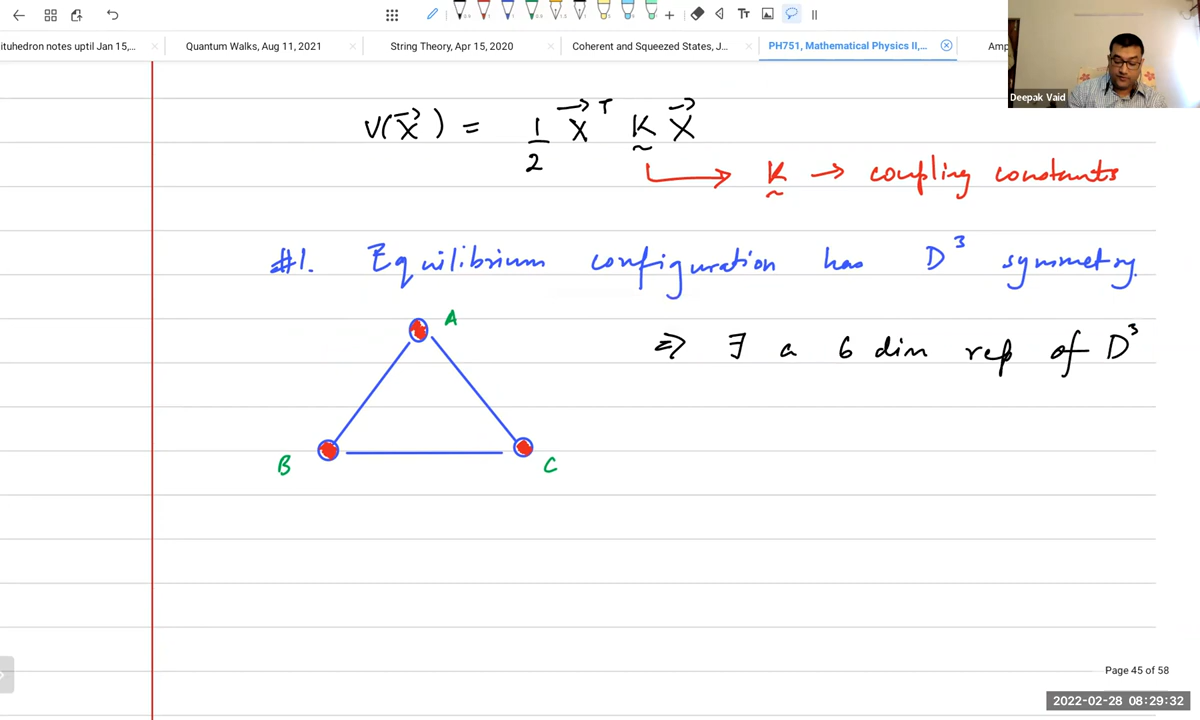 ituhedron notes uptil Jan 15,... Quantum Walks, Aug 11, 2021 String Theory, Apr 15, 2020 Coherent and Squeezed States, J... PH751, Mathematical Physics II,... Amp
Deepak Vaid
V(x⃗) = 1/2 x⃗ᵀ K̰ x⃗
K̰ → coupling constants
#1. Equilibrium configuration has D³ symmetry.
A
⇒ ∃ a 6 dim rep of D³
B
C
Page 45 of 58
2022-02-28 08:29:32